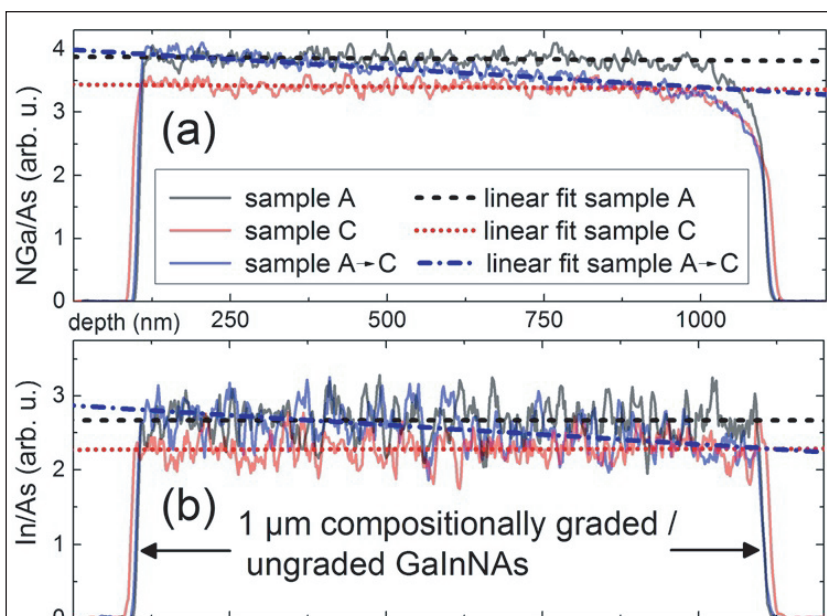 NGa/As (arb. u.)
4
3
2
1
0
(a)
sample A
linear fit sample A
sample C
linear fit sample C
sample A→C
linear fit sample A→C
depth (nm)
250
500
750
1000
In/As (arb. u.)
3
2
1
0
(b)
1 µm compositionally graded /
ungraded GaInNAs